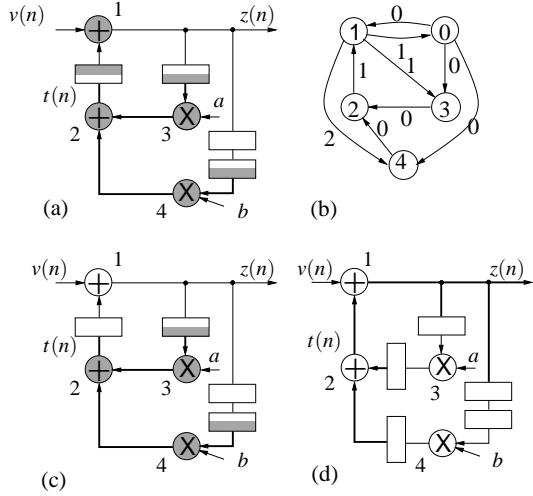 v(n) 1 z(n)
t(n) a
2 3
4 b
(a)
0
1 0
0 1 1 0
1 2 3
0
2 0 4 0
(b)
v(n) 1 z(n)
t(n) a
2 3
4 b
(c)
v(n) 1 z(n)
t(n) a
2 3
4 b
(d)